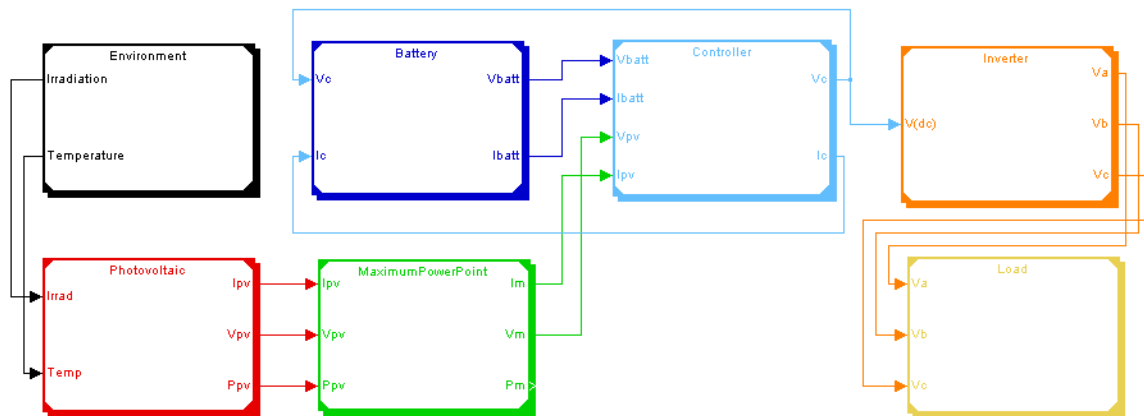 Environment
Irradiation
Temperature
Battery
Vc
Vbatt
Ic
Ibatt
Controller
Vbatt
Vc
Ibatt
Vpv
Ic
Ipv
Inverter
Va
V(dc)
Vb
Vc
Photovoltaic
Ipv
Irrad
Vpv
Temp
Ppv
MaximumPowerPoint
Ipv
Im
Vpv
Vm
Ppv
Pm
Load
Va
Vb
Vc